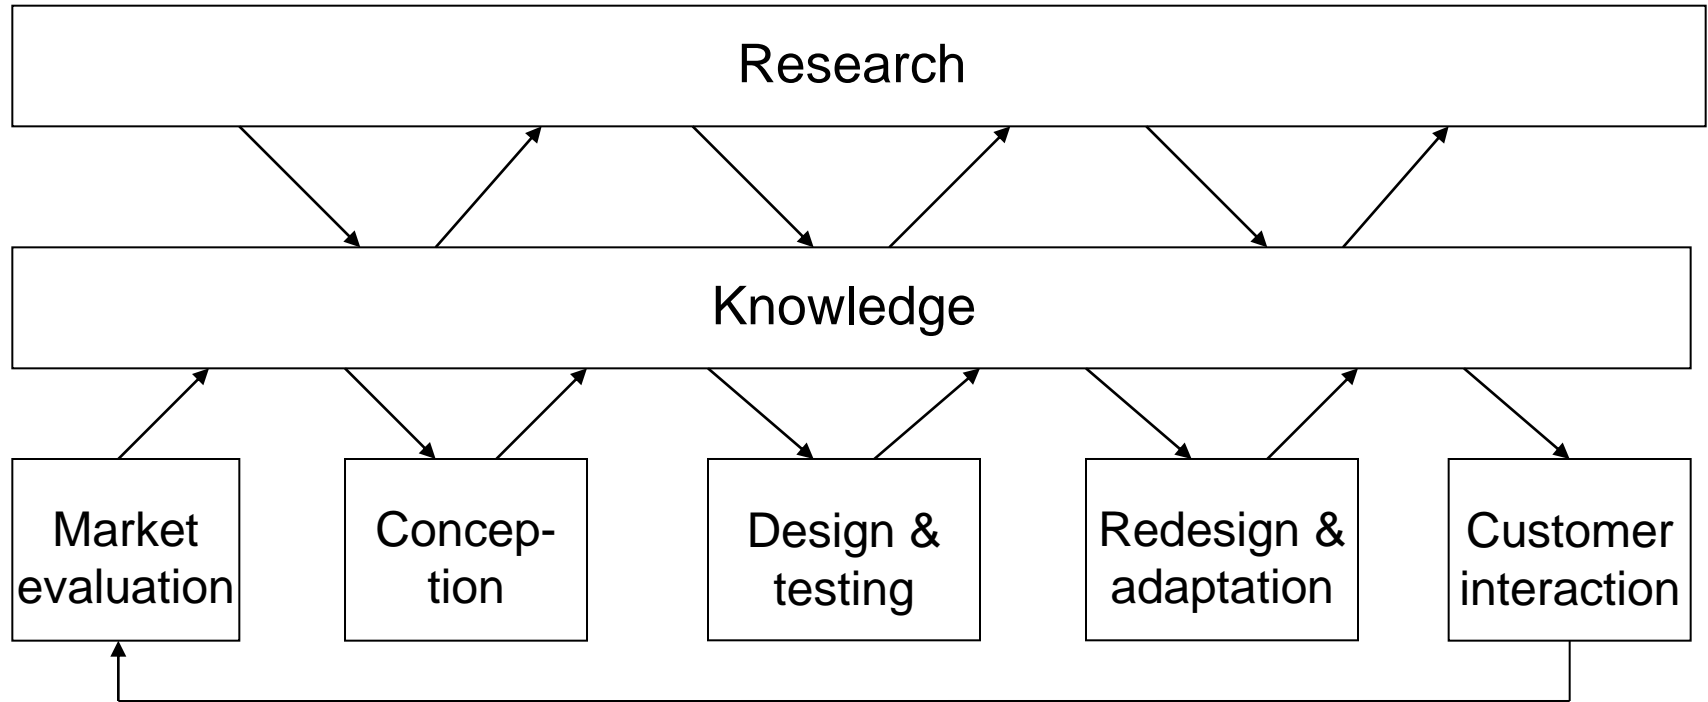 Research
Knowledge
Market
evaluation
Concep-
tion
Design &
testing
Redesign &
adaptation
Customer
interaction